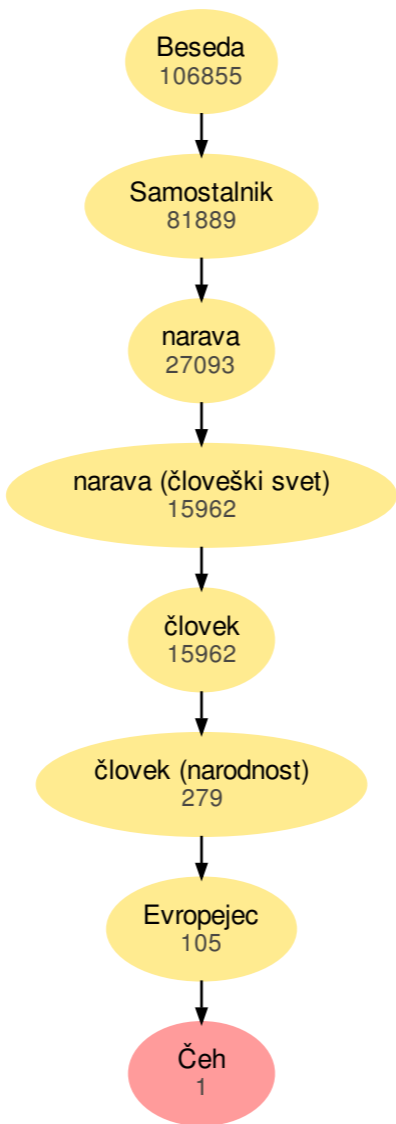 Beseda
106855
Samostalnik
81889
narava
27093
narava (človeški svet)
15962
človek
15962
človek (narodnost)
279
Evropejec
105
Čeh
1